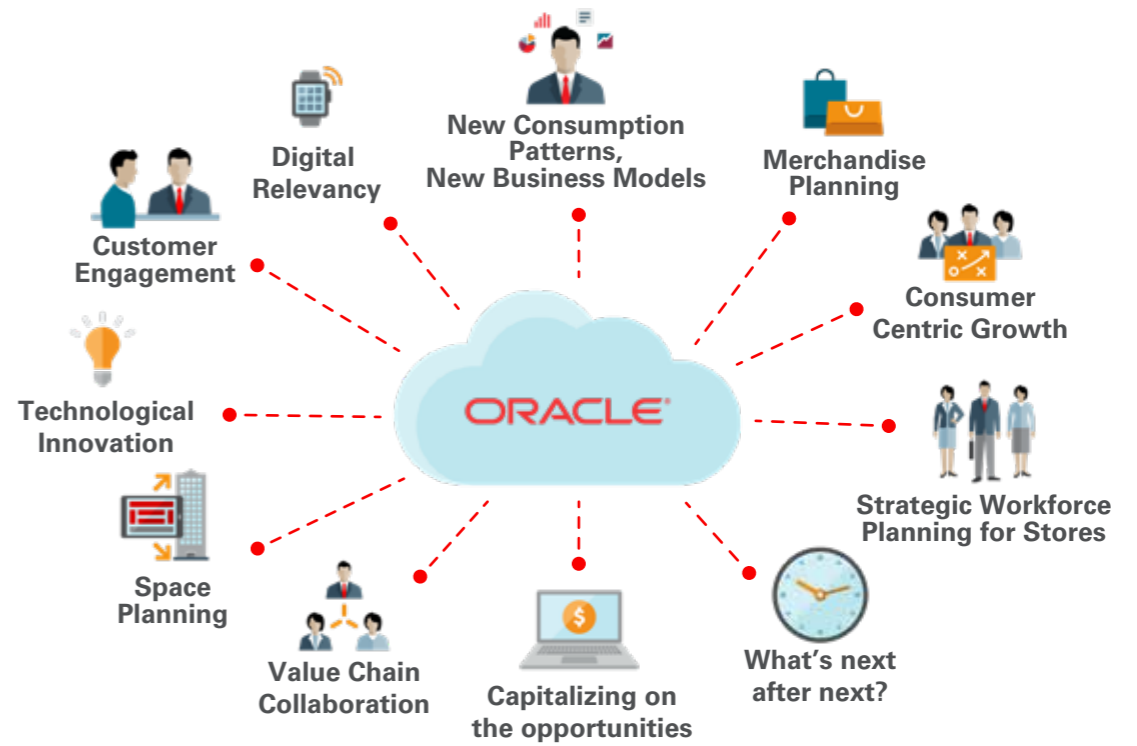 New Consumption
Patterns,
New Business Models
Digital
Relevancy
Merchandise
Planning
Customer
Engagement
Consumer
Centric Growth
ORACLE®
Technological
Innovation
Strategic Workforce
Planning for Stores
Space
Planning
Value Chain
Collaboration
Capitalizing on
the opportunities
What's next
after next?
$